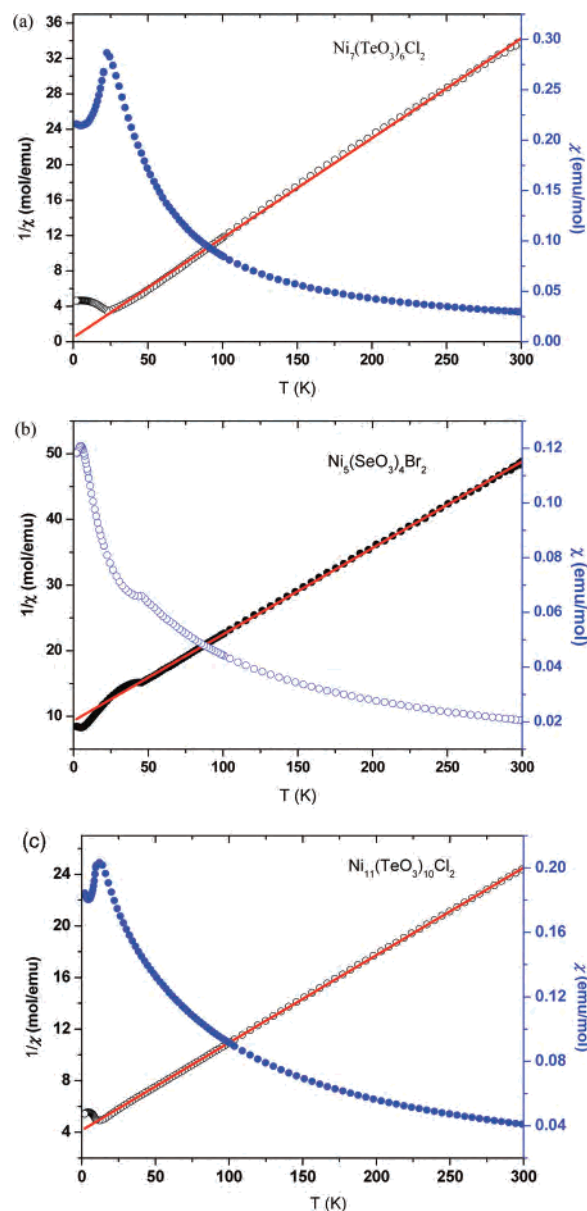 (a)
Ni₇(TeO₃)₆Cl₂
36
32
28
24
20
16
12
8
4
0
1/χ (mol/emu)
0.30
0.25
0.20
0.15
0.10
0.05
0.00
χ (emu/mol)
0 50 100 150 200 250 300
T (K)
(b)
Ni₅(SeO₃)₄Br₂
50
40
30
20
10
1/χ (mol/emu)
0.12
0.10
0.08
0.06
0.04
0.02
χ (emu/mol)
0 50 100 150 200 250 300
T (K)
(c)
Ni₁₁(TeO₃)₁₀Cl₂
24
20
16
12
8
4
1/χ (mol/emu)
0.20
0.16
0.12
0.08
0.04
χ (emu/mol)
0 50 100 150 200 250 300
T (K)